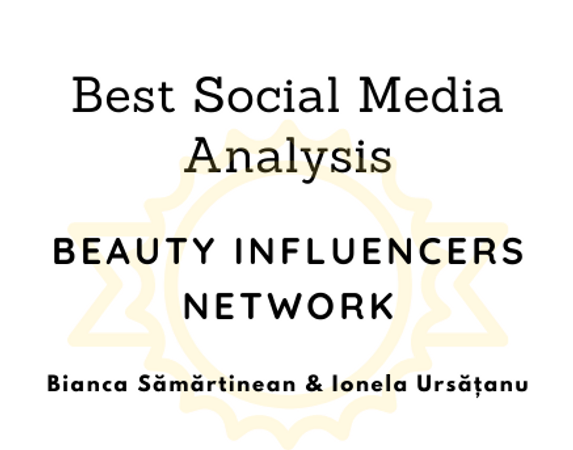 Best Social Media
Analysis
BEAUTY INFLUENCERS
NETWORK
Bianca Sămărtinean & Ionela Ursățanu